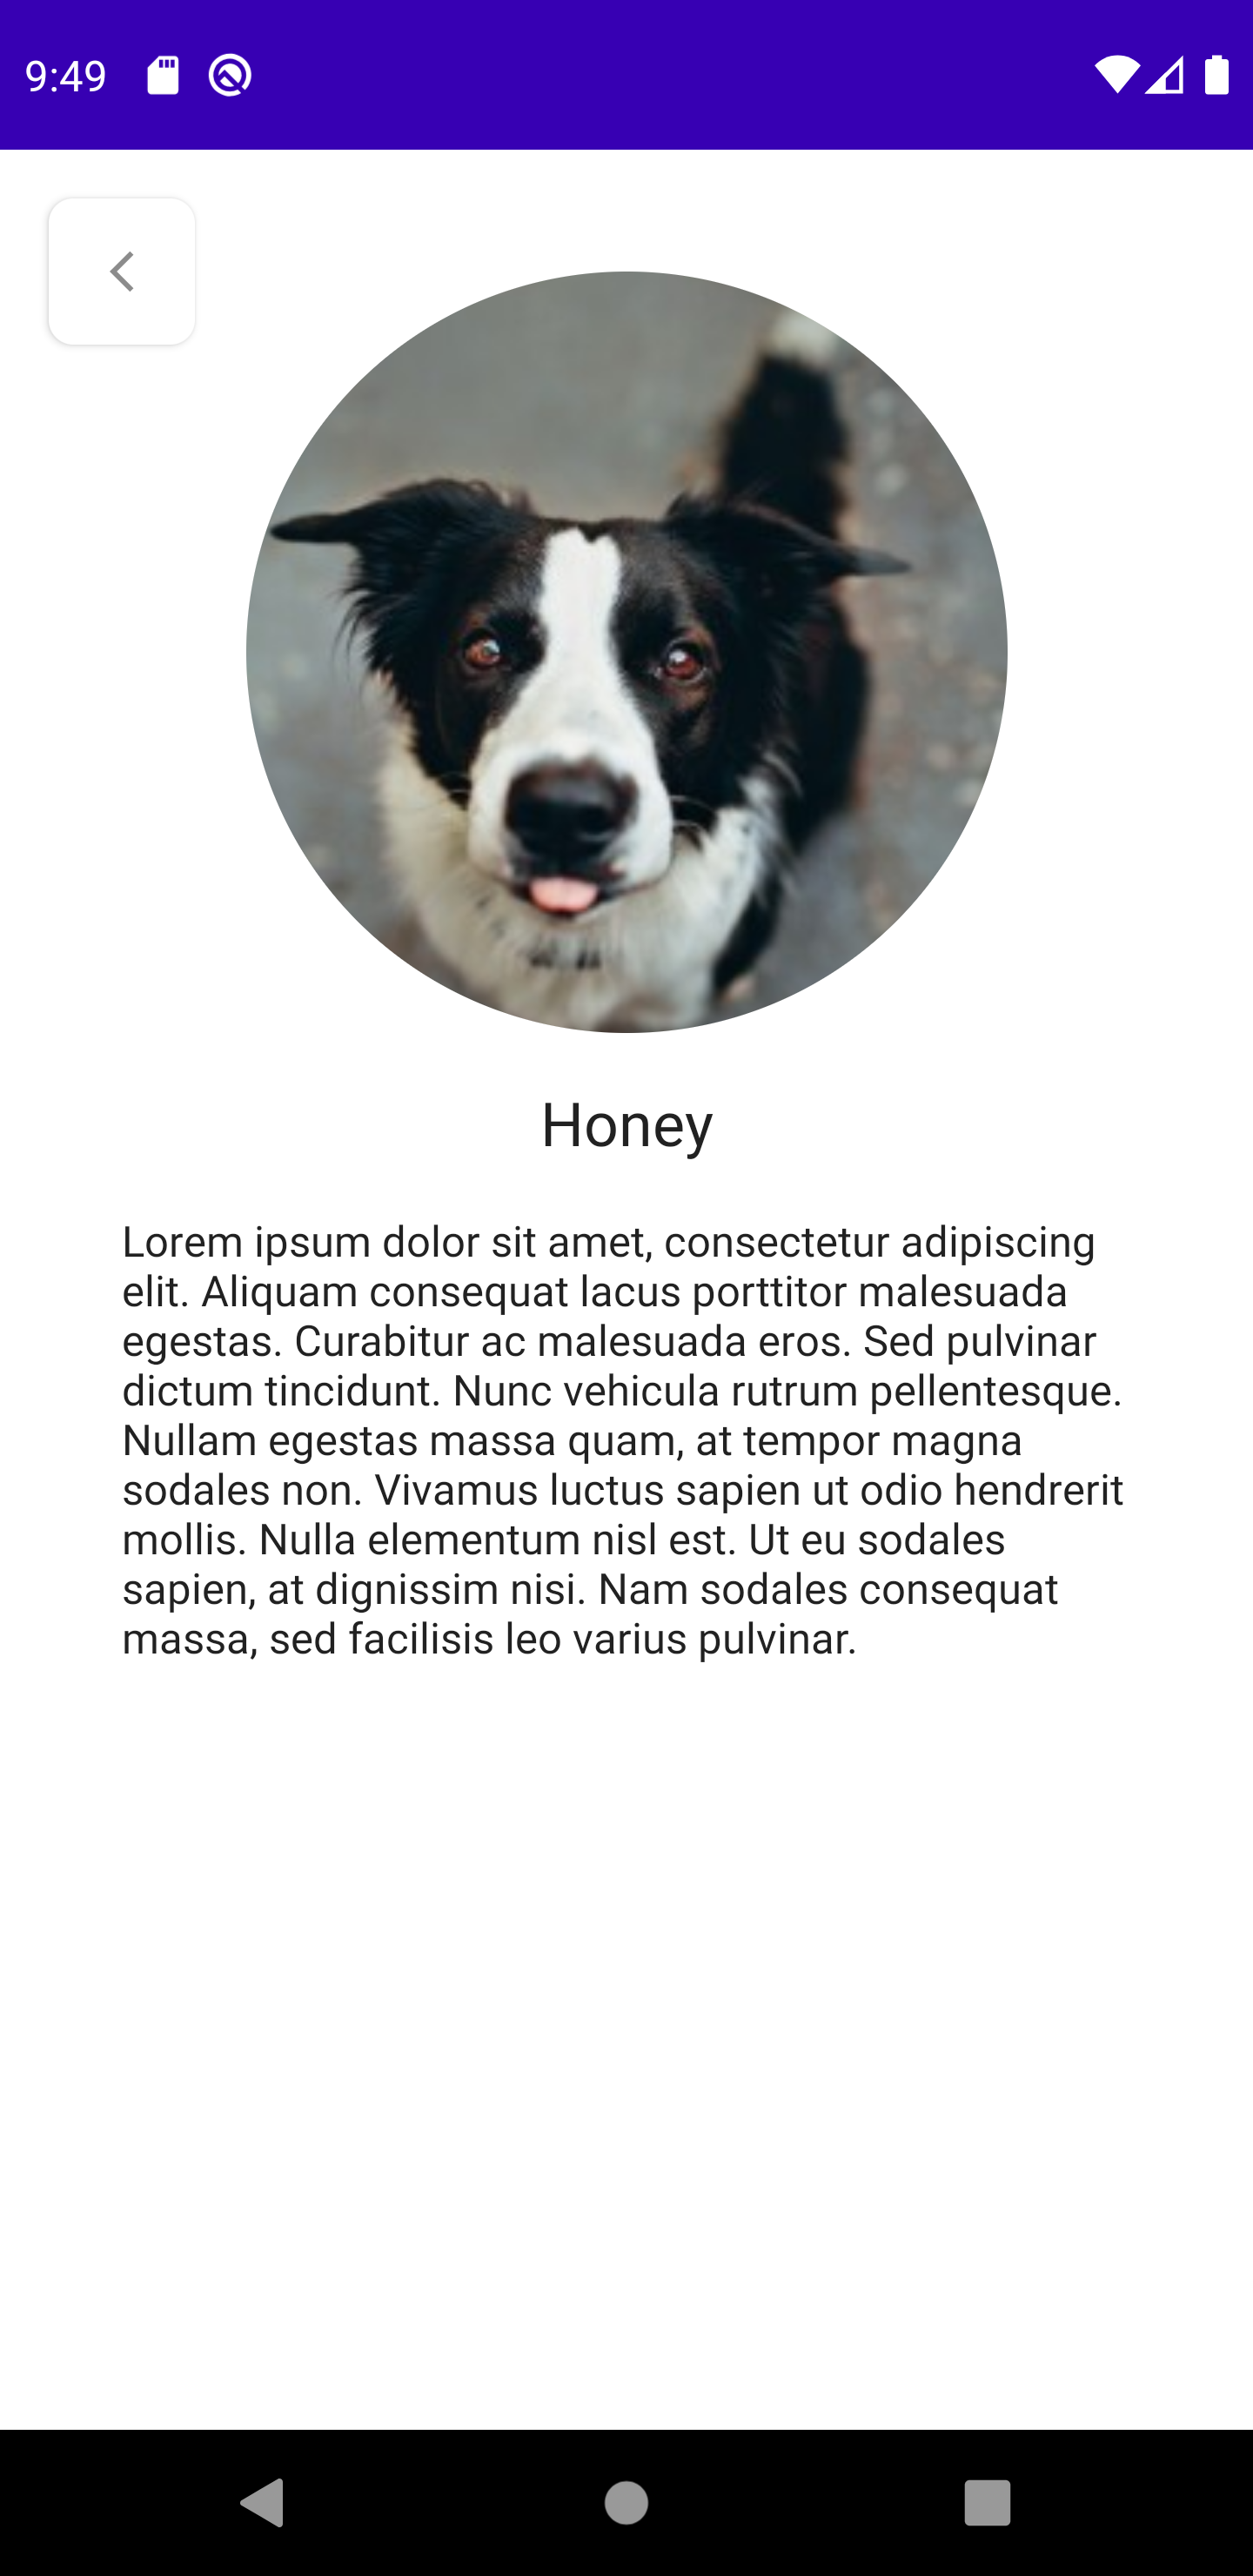 9:49
Honey
Lorem ipsum dolor sit amet, consectetur adipiscing
elit. Aliquam consequat lacus porttitor malesuada
egestas. Curabitur ac malesuada eros. Sed pulvinar
dictum tincidunt. Nunc vehicula rutrum pellentesque.
Nullam egestas massa quam, at tempor magna
sodales non. Vivamus luctus sapien ut odio hendrerit
mollis. Nulla elementum nisl est. Ut eu sodales
sapien, at dignissim nisi. Nam sodales consequat
massa, sed facilisis leo varius pulvinar.